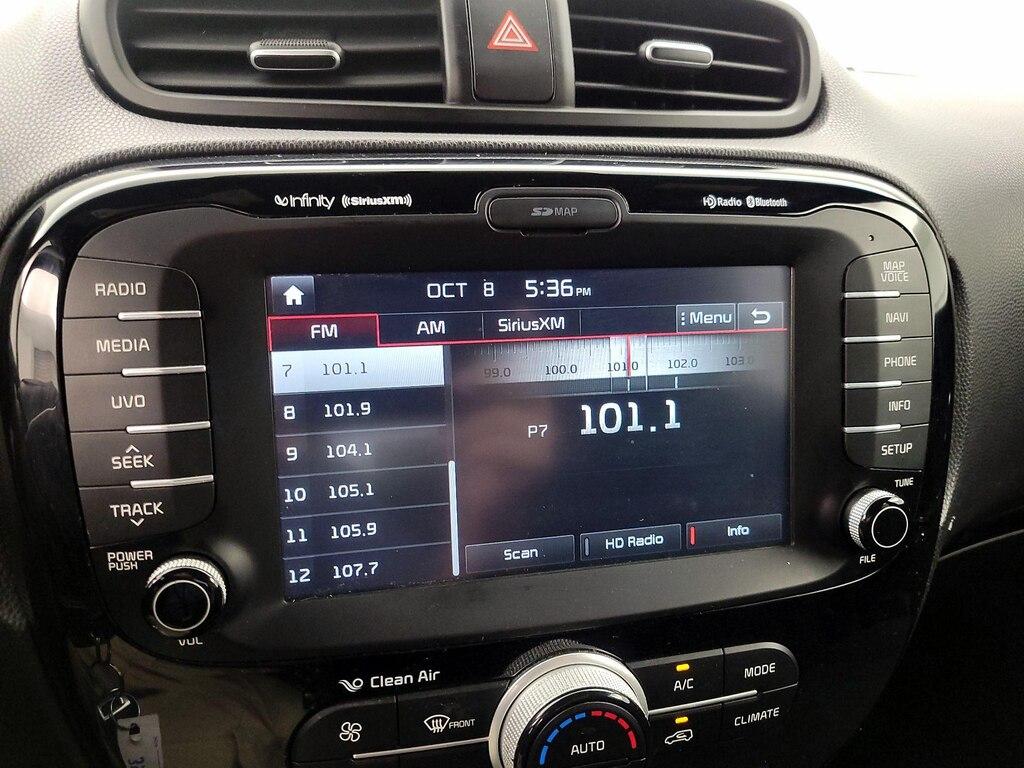 infinity ((SiriusXM))
SD MAP
HD Radio Bluetooth
RADIO
MEDIA
UVO
SEEK
TRACK
POWER
PUSH
VOL
OCT 8 5:36 PM
FM AM SiriusXM Menu
7 101.1
8 101.9
9 104.1
10 105.1
11 105.9
12 107.7
99.0 100.0 101.0 102.0 103.0
P7 101.1
Scan HD Radio Info
MAP
VOICE
NAVI
PHONE
INFO
SETUP
TUNE
FILE
Clean Air
FRONT
AUTO
A/C
MODE
CLIMATE